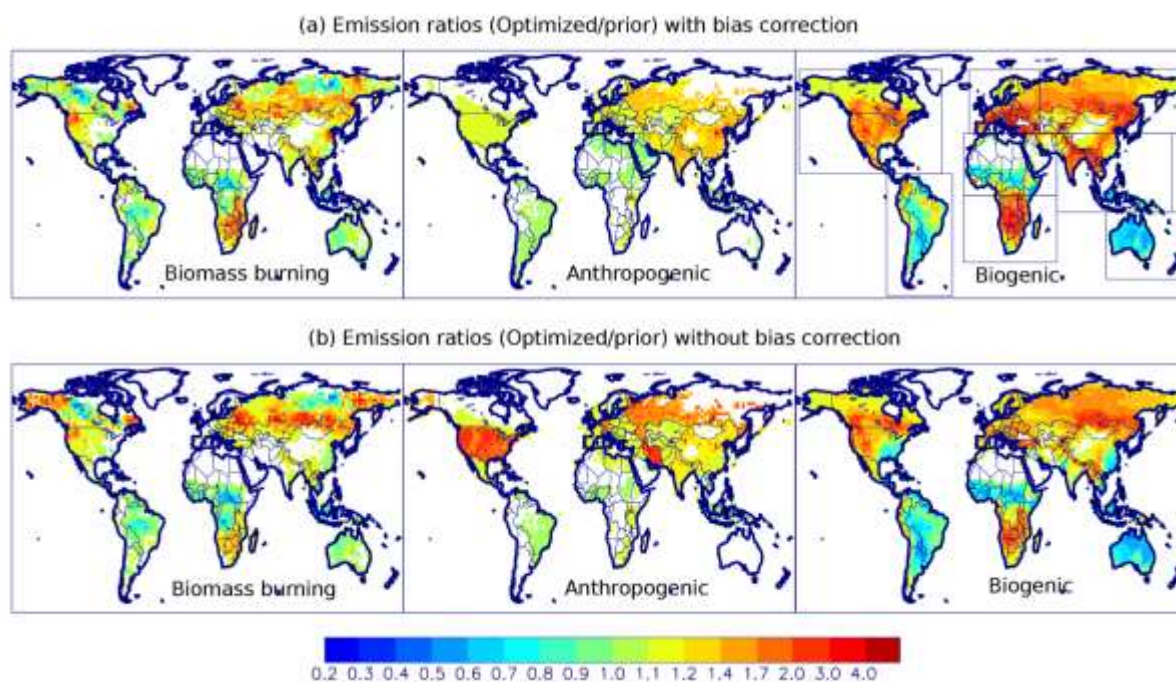 (a) Emission ratios (Optimized/prior) with bias correction
Biomass burning Anthropogenic Biogenic
(b) Emission ratios (Optimized/prior) without bias correction
Biomass burning Anthropogenic Biogenic
0.2 0.3 0.4 0.5 0.6 0.7 0.8 0.9 1.0 1.1 1.2 1.4 1.7 2.0 3.0 4.0